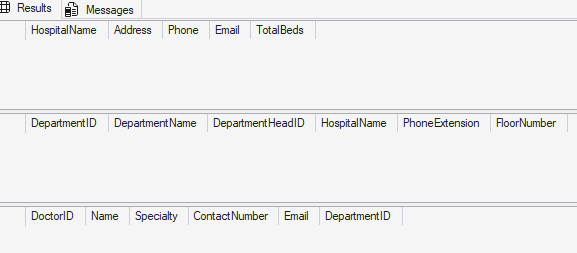 Results Messages
HospitalName Address Phone Email TotalBeds
DepartmentID DepartmentName DepartmentHeadID HospitalName PhoneExtension FloorNumber
DoctorID Name Specialty ContactNumber Email DepartmentID